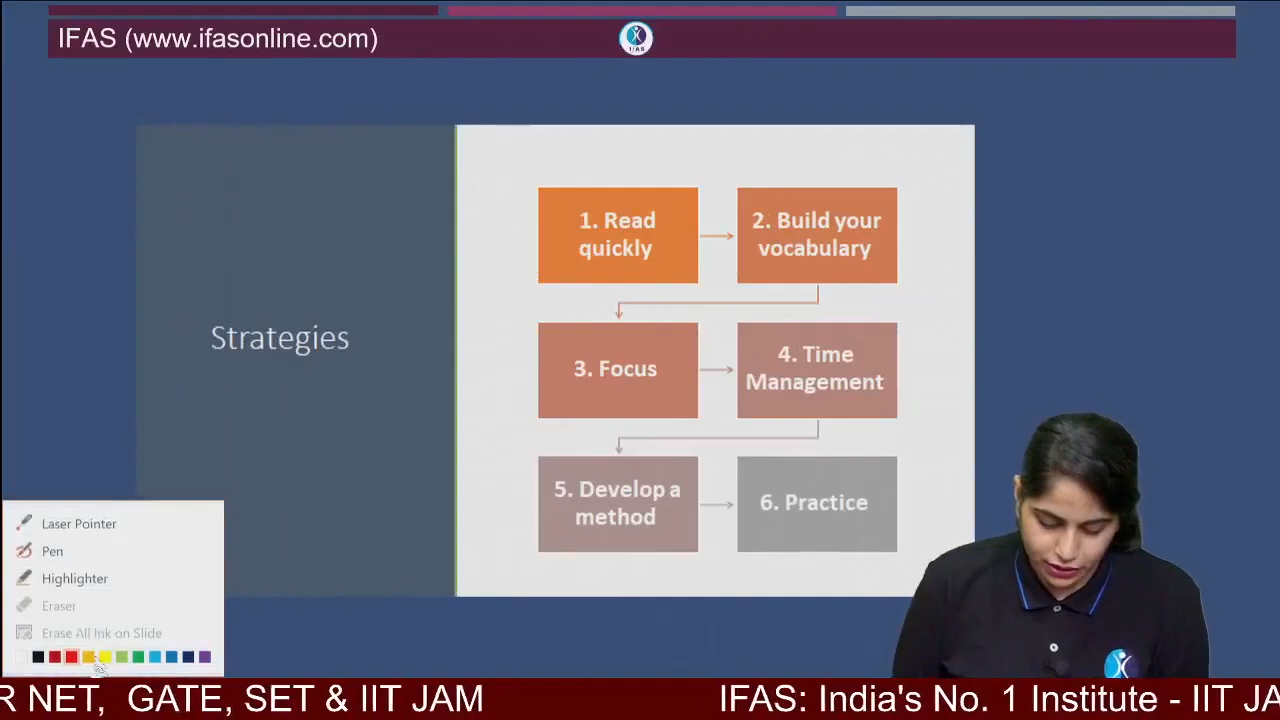 IFAS (www.ifasonline.com)
IFAS
Strategies
1. Read
quickly
2. Build your
vocabulary
3. Focus
4. Time
Management
5. Develop a
method
6. Practice
Laser Pointer
Pen
Highlighter
Eraser
Erase All Ink on Slide
R NET, GATE, SET & IIT JAM
IFAS: India's No. 1 Institute - IIT JA